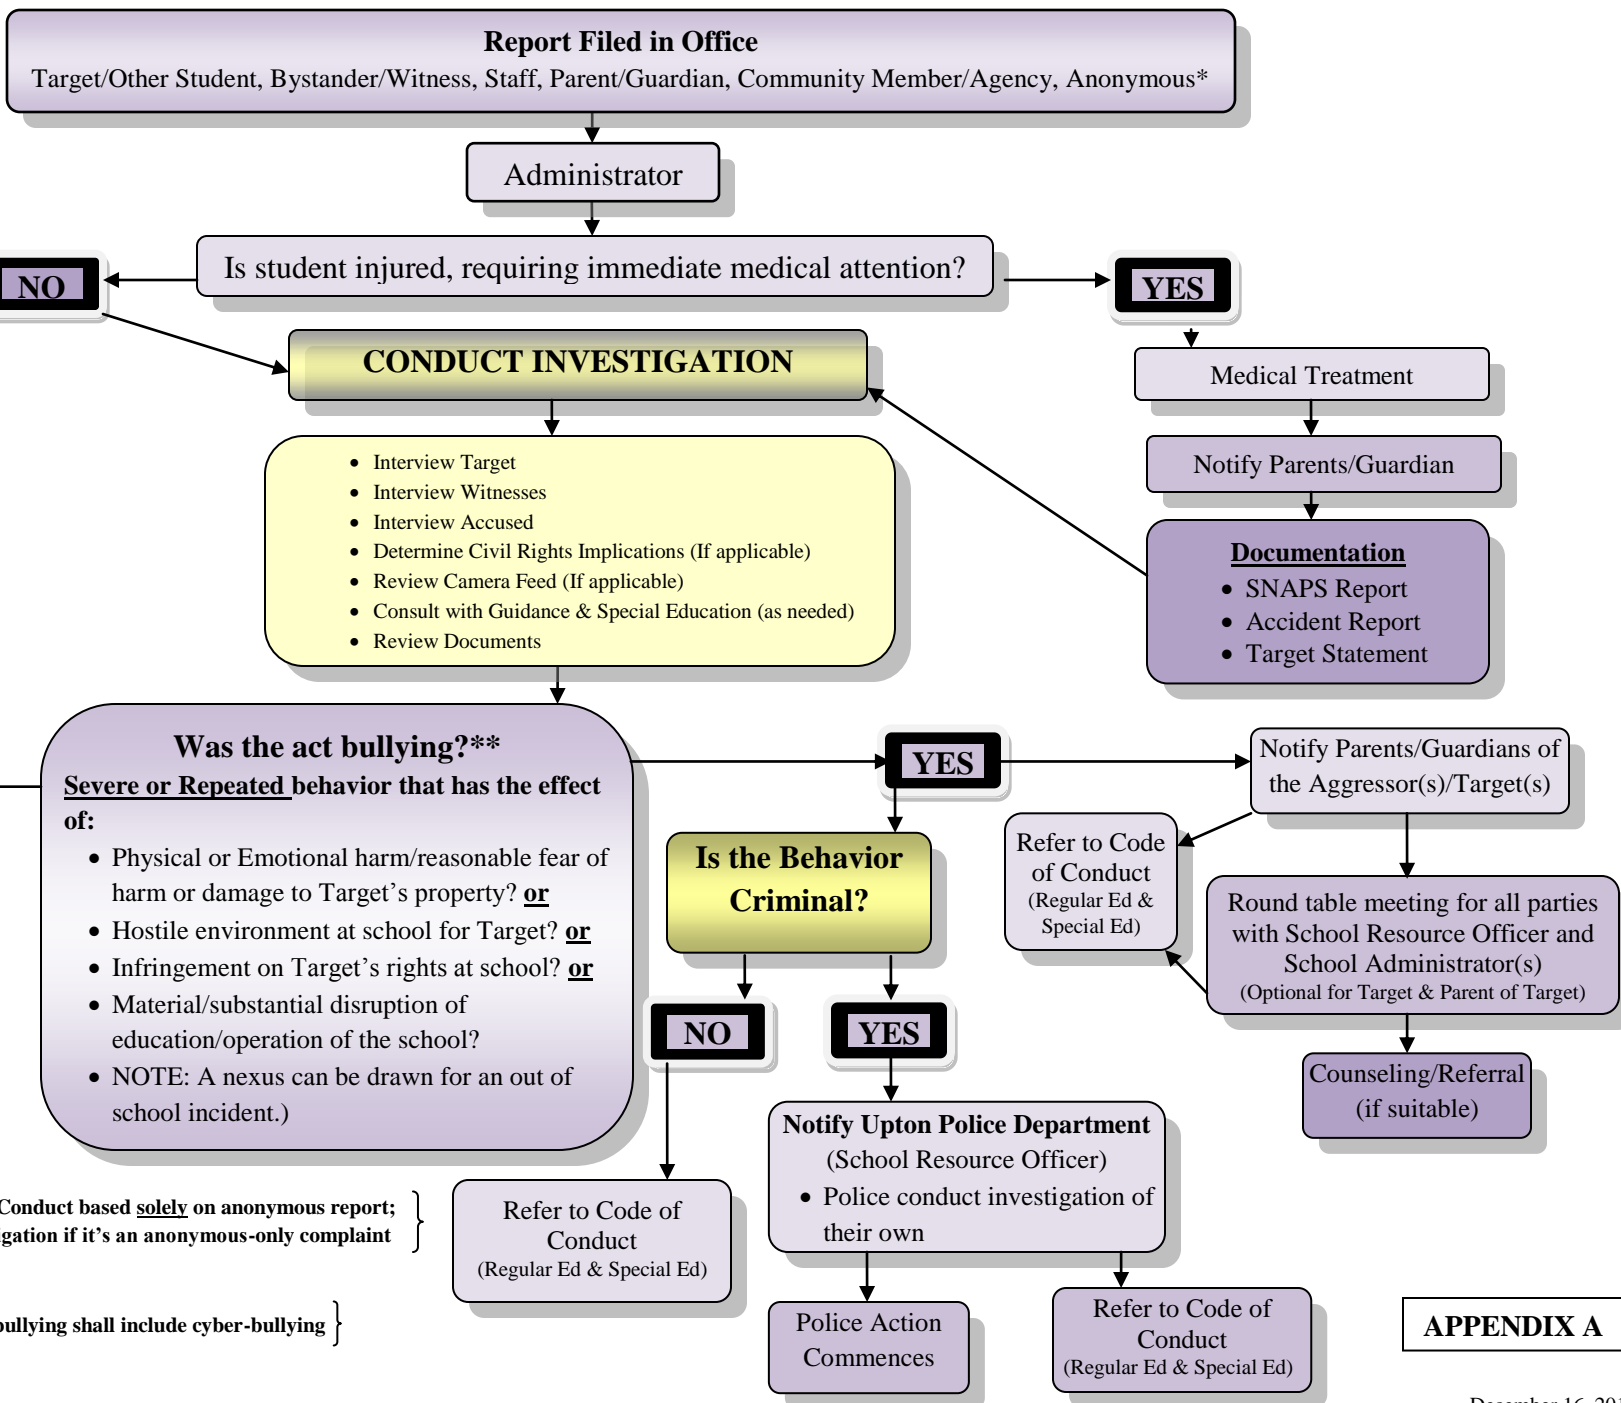 Report Filed in Office
Target/Other Student, Bystander/Witness, Staff, Parent/Guardian, Community Member/Agency, Anonymous*
Administrator
Is student injured, requiring immediate medical attention?
NO
YES
CONDUCT INVESTIGATION
• Interview Target
• Interview Witnesses
• Interview Accused
• Determine Civil Rights Implications (If applicable)
• Review Camera Feed (If applicable)
• Consult with Guidance & Special Education (as needed)
• Review Documents
Medical Treatment
Notify Parents/Guardian
Documentation
• SNAPS Report
• Accident Report
• Target Statement
Was the act bullying?**
Severe or Repeated behavior that has the effect
of:
• Physical or Emotional harm/reasonable fear of
harm or damage to Target's property? or
• Hostile environment at school for Target? or
• Infringement on Target's rights at school? or
• Material/substantial disruption of
education/operation of the school?
• NOTE: A nexus can be drawn for an out of
school incident.)
YES
Notify Parents/Guardians of
the Aggressor(s)/Target(s)
Is the Behavior
Criminal?
Refer to Code
of Conduct
(Regular Ed &
Special Ed)
Round table meeting for all parties
with School Resource Officer and
School Administrator(s)
(Optional for Target & Parent of Target)
NO
YES
Counseling/Referral
(if suitable)
Notify Upton Police Department
(School Resource Officer)
• Police conduct investigation of
their own
Conduct based solely on anonymous report;
if it's an anonymous-only complaint
Refer to Code of
Conduct
(Regular Ed & Special Ed)
bullying shall include cyber-bullying
Police Action
Commences
Refer to Code of
Conduct
(Regular Ed & Special Ed)
APPENDIX A
December 16,